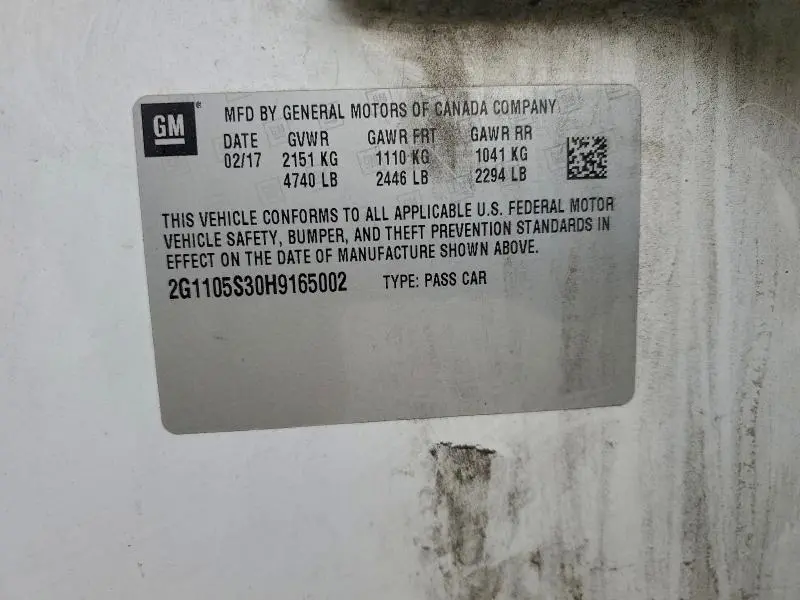 GM ® MFD BY GENERAL MOTORS OF CANADA COMPANY
DATE GVWR GAWR FRT GAWR RR
02/17 2151 KG 1110 KG 1041 KG
4740 LB 2446 LB 2294 LB
THIS VEHICLE CONFORMS TO ALL APPLICABLE U.S. FEDERAL MOTOR
VEHICLE SAFETY, BUMPER, AND THEFT PREVENTION STANDARDS IN
EFFECT ON THE DATE OF MANUFACTURE SHOWN ABOVE.
2G1105S30H9165002 TYPE: PASS CAR